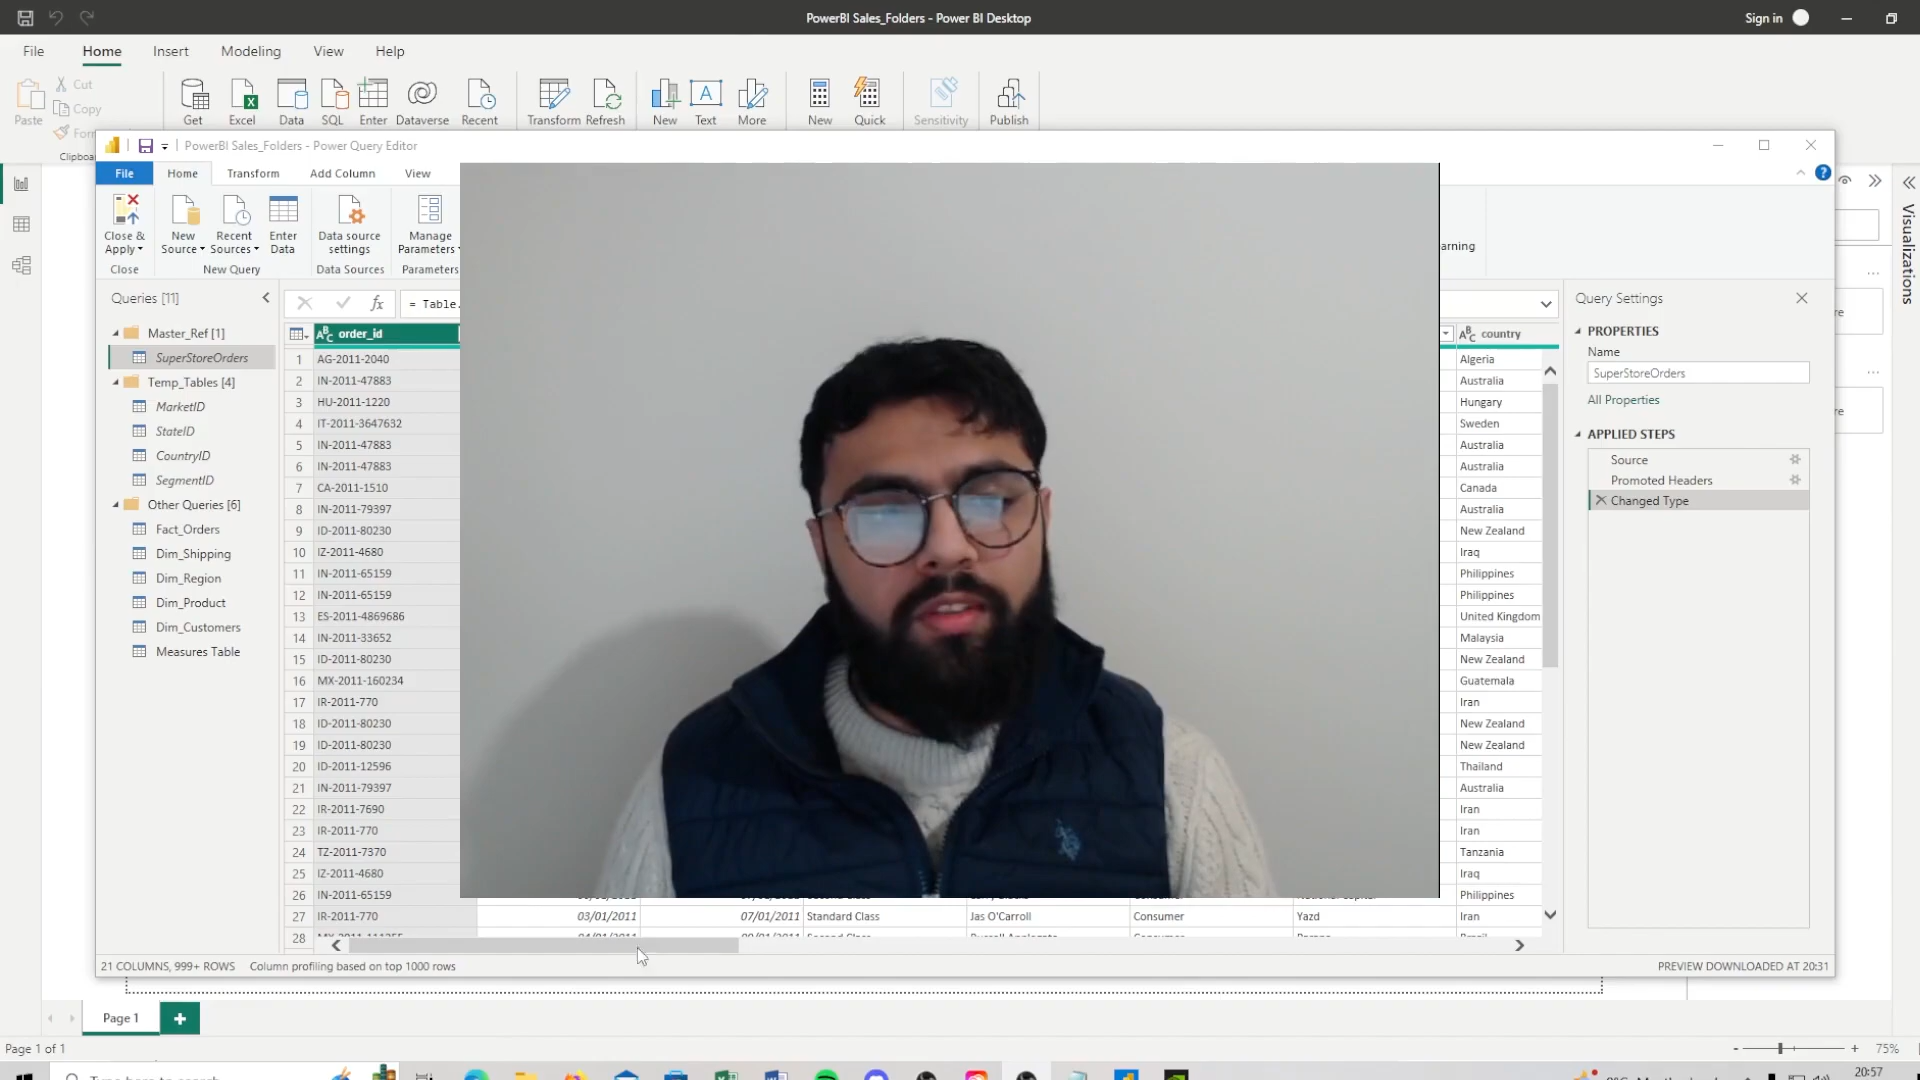 PowerBI Sales_Folders - Power BI Desktop
Sign in
File Home Insert Modeling View Help
Paste
Cut
Copy
Clipboa
Get Excel Data SQL Enter Dataverse Recent Transform Refresh New Text More New Quick Sensitivity Publish
PowerBI Sales_Folders - Power Query Editor
File Home Transform Add Column View
Close & Apply
New Source
Recent Sources
Enter Data
Data source settings
Manage Parameters
Close New Query Data Sources Parameters
Queries [11]
Master_Ref [1]
SuperStoreOrders
Temp_Tables [4]
MarketID
StateID
CountryID
SegmentID
Other Queries [6]
Fact_Orders
Dim_Shipping
Dim_Region
Dim_Product
Dim_Customers
Measures Table
= Table.
order_id country
1 AG-2011-2040 Algeria
2 IN-2011-47883 Australia
3 HU-2011-1220 Hungary
4 IT-2011-3647632 Sweden
5 IN-2011-47883 Australia
6 IN-2011-47883 Australia
7 CA-2011-1510 Canada
8 IN-2011-79397 Australia
9 ID-2011-80230 New Zealand
10 IZ-2011-4680 Iraq
11 IN-2011-65159 Philippines
12 IN-2011-65159 Philippines
13 ES-2011-4869686 United Kingdom
14 IN-2011-33652 Malaysia
15 ID-2011-80230 New Zealand
16 MX-2011-160234 Guatemala
17 IR-2011-770 Iran
18 ID-2011-80230 New Zealand
19 ID-2011-80230 New Zealand
20 ID-2011-12596 Thailand
21 IN-2011-79397 Australia
22 IR-2011-7690 Iran
23 IR-2011-770 Iran
24 TZ-2011-7370 Tanzania
25 IZ-2011-4680 Iraq
26 IN-2011-65159 Philippines
27 IR-2011-770 03/01/2011 07/01/2011 Standard Class Jas O'Carroll Consumer Yazd Iran
28
arning
Query Settings
PROPERTIES
Name
SuperStoreOrders
All Properties
APPLIED STEPS
Source
Promoted Headers
Changed Type
Visualizations
21 COLUMNS, 999+ ROWS Column profiling based on top 1000 rows PREVIEW DOWNLOADED AT 20:31
Page 1
Page 1 of 1
75%
20:57